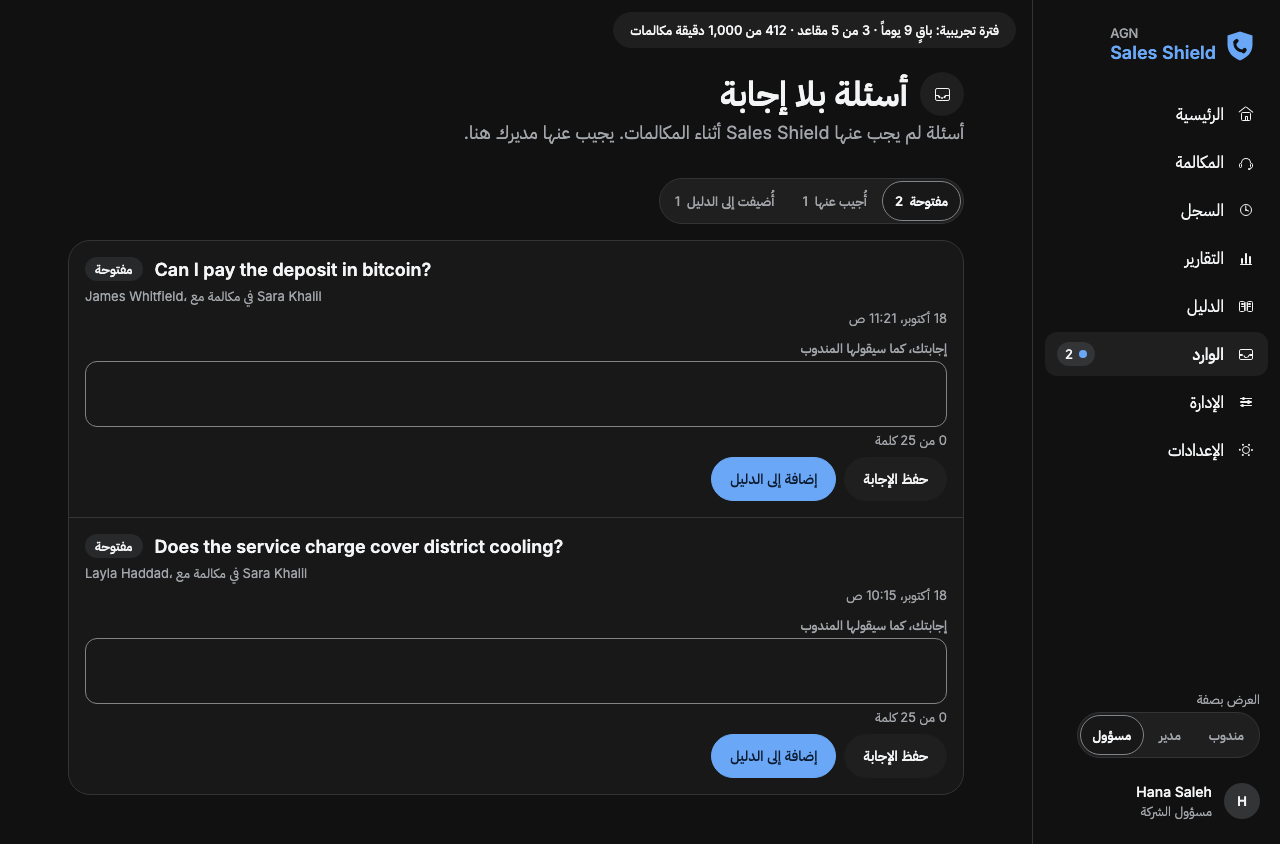 AGN
Sales Shield
الرئيسية
المكالمة
السجل
التقارير
الدليل
الوارد
2
الإدارة
الإعدادات
العرض بصفة
مندوب
مدير
مسؤول
H
Hana Saleh
مسؤول الشركة
فترة تجريبية: باقٍ 9 يوماً · 3 من 5 مقاعد · 412 من 1,000 دقيقة مكالمات
أسئلة بلا إجابة
أسئلة لم يجب عنها Sales Shield أثناء المكالمات. يجيب عنها مديرك هنا.
مفتوحة 2
أُجيب عنها 1
أُضيفت إلى الدليل 1
Can I pay the deposit in bitcoin?
مفتوحة
Sara Khalil في مكالمة مع James Whitfield،
18 أكتوبر، 11:21 ص
إجابتك، كما سيقولها المندوب
0 من 25 كلمة
حفظ الإجابة
إضافة إلى الدليل
Does the service charge cover district cooling?
مفتوحة
Sara Khalil في مكالمة مع Layla Haddad،
18 أكتوبر، 10:15 ص
إجابتك، كما سيقولها المندوب
0 من 25 كلمة
حفظ الإجابة
إضافة إلى الدليل